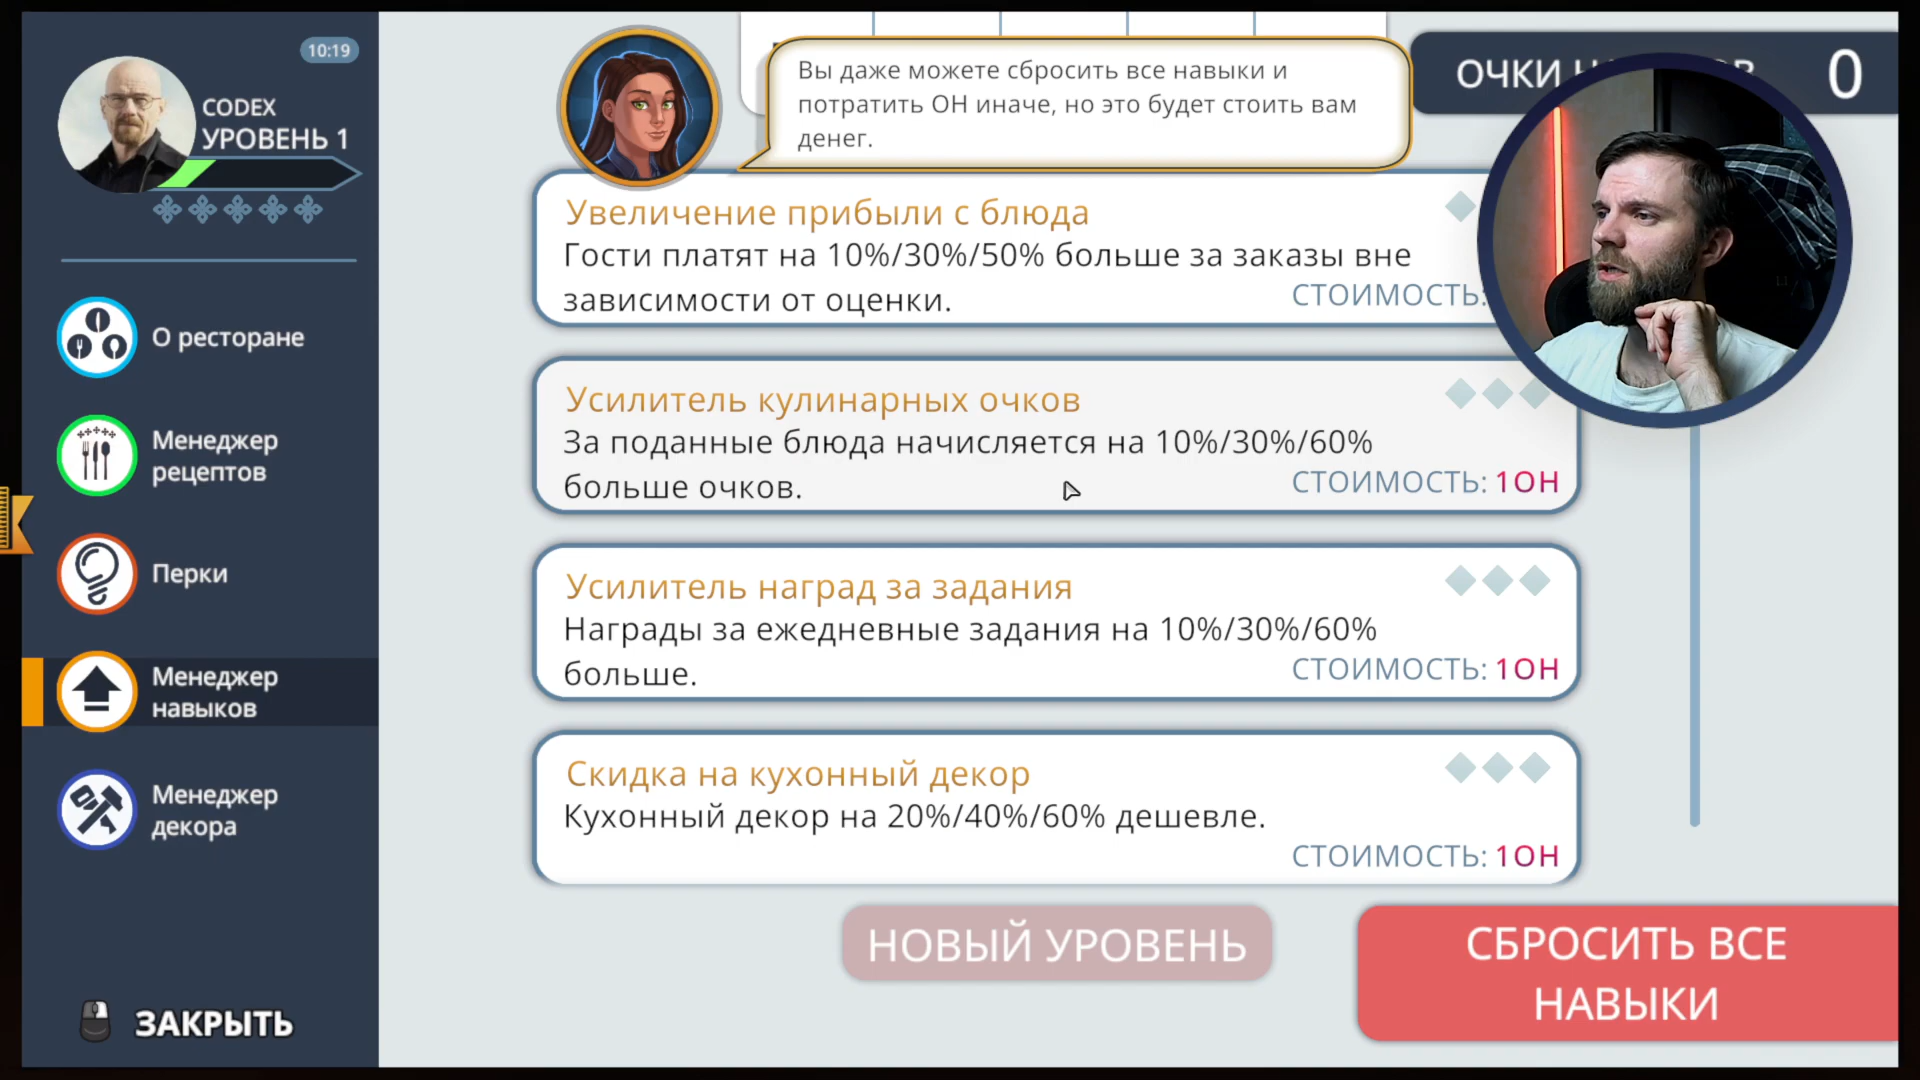 10:19
CODEX
УРОВЕНЬ 1
О ресторане
Менеджер
рецептов
Перки
Менеджер
навыков
Менеджер
декора
ЗАКРЫТЬ
Вы даже можете сбросить все навыки и
потратить ОН иначе, но это будет стоить вам
денег.
ОЧКИ
0
Увеличение прибыли с блюда
Гости платят на 10%/30%/50% больше за заказы вне
зависимости от оценки.
СТОИМОСТЬ:
Усилитель кулинарных очков
За поданные блюда начисляется на 10%/30%/60%
больше очков.
СТОИМОСТЬ: 1ОН
Усилитель наград за задания
Награды за ежедневные задания на 10%/30%/60%
больше.
СТОИМОСТЬ: 1ОН
Скидка на кухонный декор
Кухонный декор на 20%/40%/60% дешевле.
СТОИМОСТЬ: 1ОН
НОВЫЙ УРОВЕНЬ
СБРОСИТЬ ВСЕ
НАВЫКИ